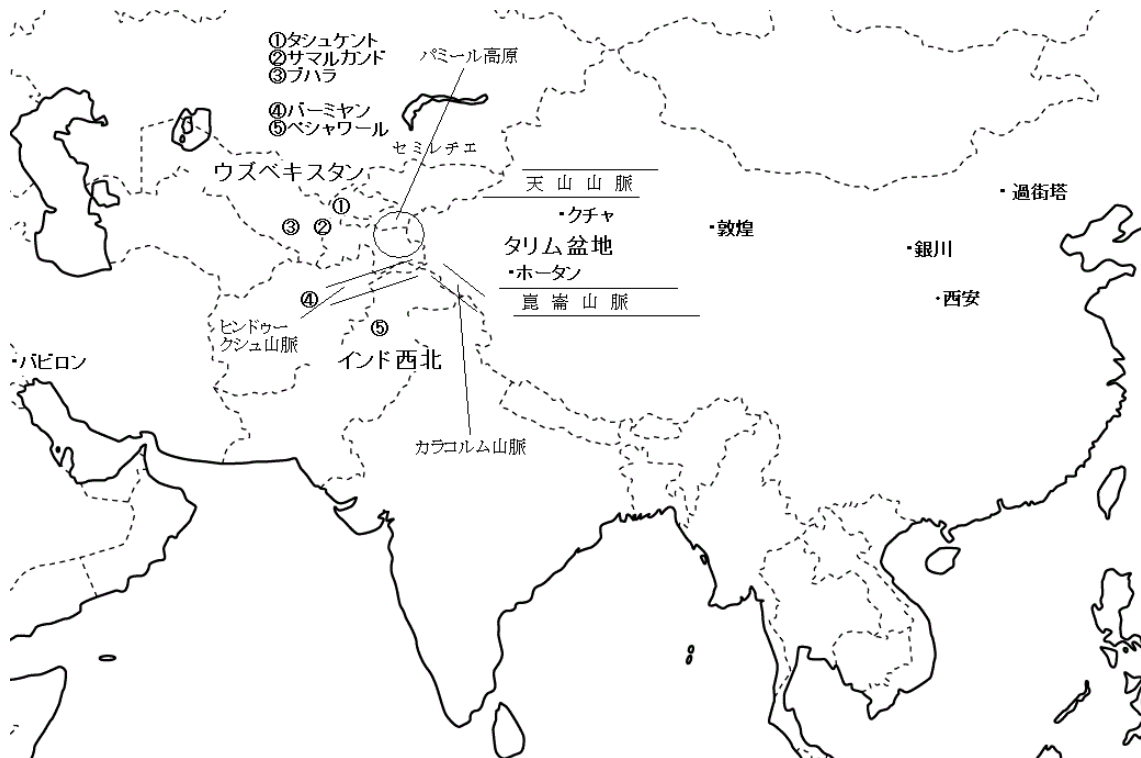 ①タシュケント
②サマルカンド
③ブハラ
④バーミヤン
⑤ペシャワール
パミール高原
セミレチエ
ウズベキスタン
天山山脈
過街塔
①
・クチャ
③
②
・敦煌
タリム盆地
・銀川
・ホータン
④
崑崙山脈
・西安
ヒンドゥー
クシュ山脈
⑤
インド西北
・バビロン
カラコルム山脈